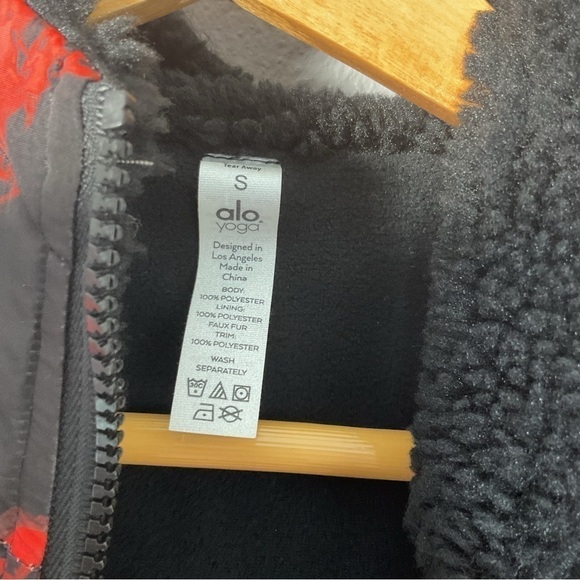 Tear Away
S
alo
yoga
Designed in
Los Angeles
Made in
China
BODY:
100% POLYESTER
LINING:
100% POLYESTER
FAUX FUR
TRIM:
100% POLYESTER
WASH
SEPARATELY